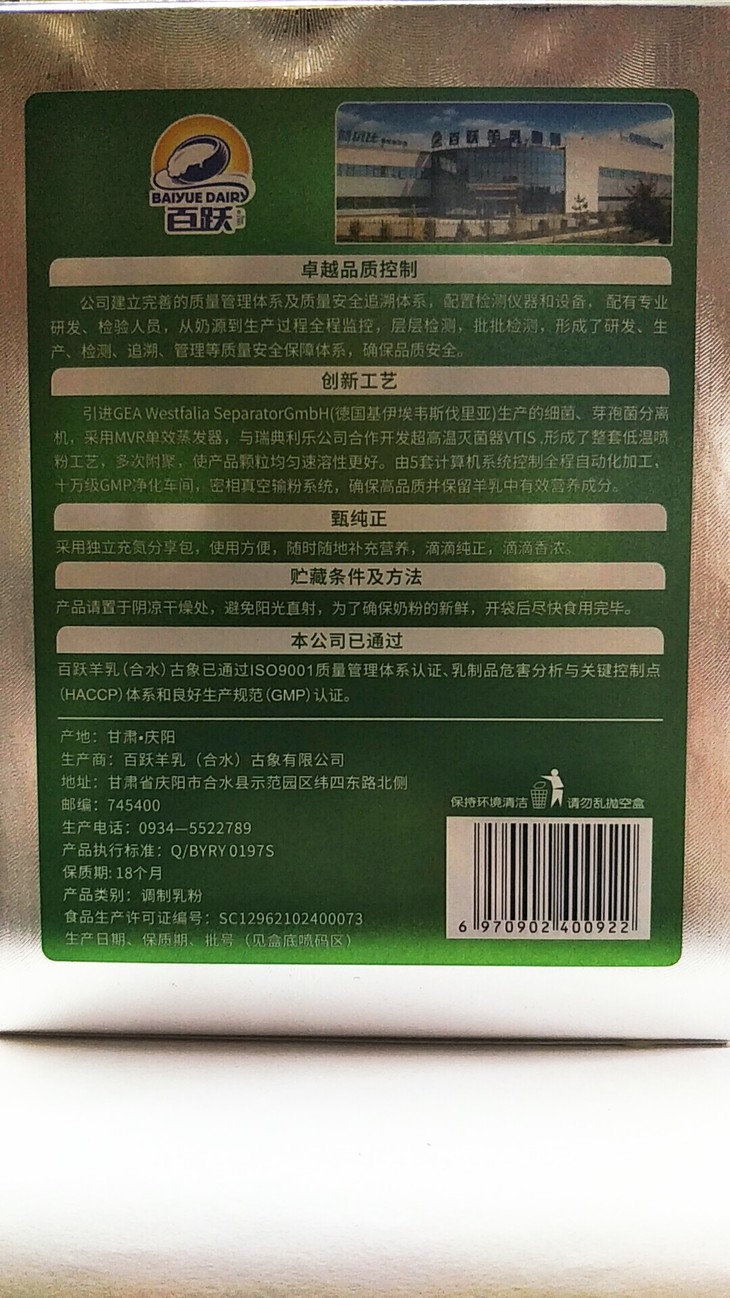 百跃羊乳集团
BAIYUE DAIRY
百跃
卓越品质控制
公司建立完善的质量管理体系及质量安全追溯体系，配置检测仪器和设备，配有专业
研发、检验人员，从奶源到生产过程全程监控，层层检测，批批检测，形成了研发、生
产、检测、追溯、管理等质量安全保障体系，确保品质安全。
创新工艺
引进GEA Westfalia SeparatorGmbH(德国基伊埃韦斯伐里亚)生产的细菌、芽孢菌分离
机，采用MVR单效蒸发器，与瑞典利乐公司合作开发超高温灭菌器VTIS ,形成了整套低温喷
粉工艺，多次附聚，使产品颗粒均匀速溶性更好。由5套计算机系统控制全程自动化加工，
十万级GMP净化车间，密相真空输粉系统，确保高品质并保留羊乳中有效营养成分。
甄纯正
采用独立充氮分享包，使用方便，随时随地补充营养，滴滴纯正，滴滴香浓。
贮藏条件及方法
产品请置于阴凉干燥处，避免阳光直射，为了确保奶粉的新鲜，开袋后尽快食用完毕。
本公司已通过
百跃羊乳（合水）古象已通过ISO9001质量管理体系认证、乳制品危害分析与关键控制点
（HACCP）体系和良好生产规范（GMP）认证。
产地：甘肃•庆阳
生产商：百跃羊乳（合水）古象有限公司
地址：甘肃省庆阳市合水县示范园区纬四东路北侧
邮编：745400
生产电话：0934—5522789
产品执行标准：Q/BYRY 0197S
保质期: 18个月
产品类别：调制乳粉
食品生产许可证编号：SC12962102400073
生产日期、保质期、批号（见盒底喷码区）
保持环境清洁 请勿乱抛空盒
6 970902 400922